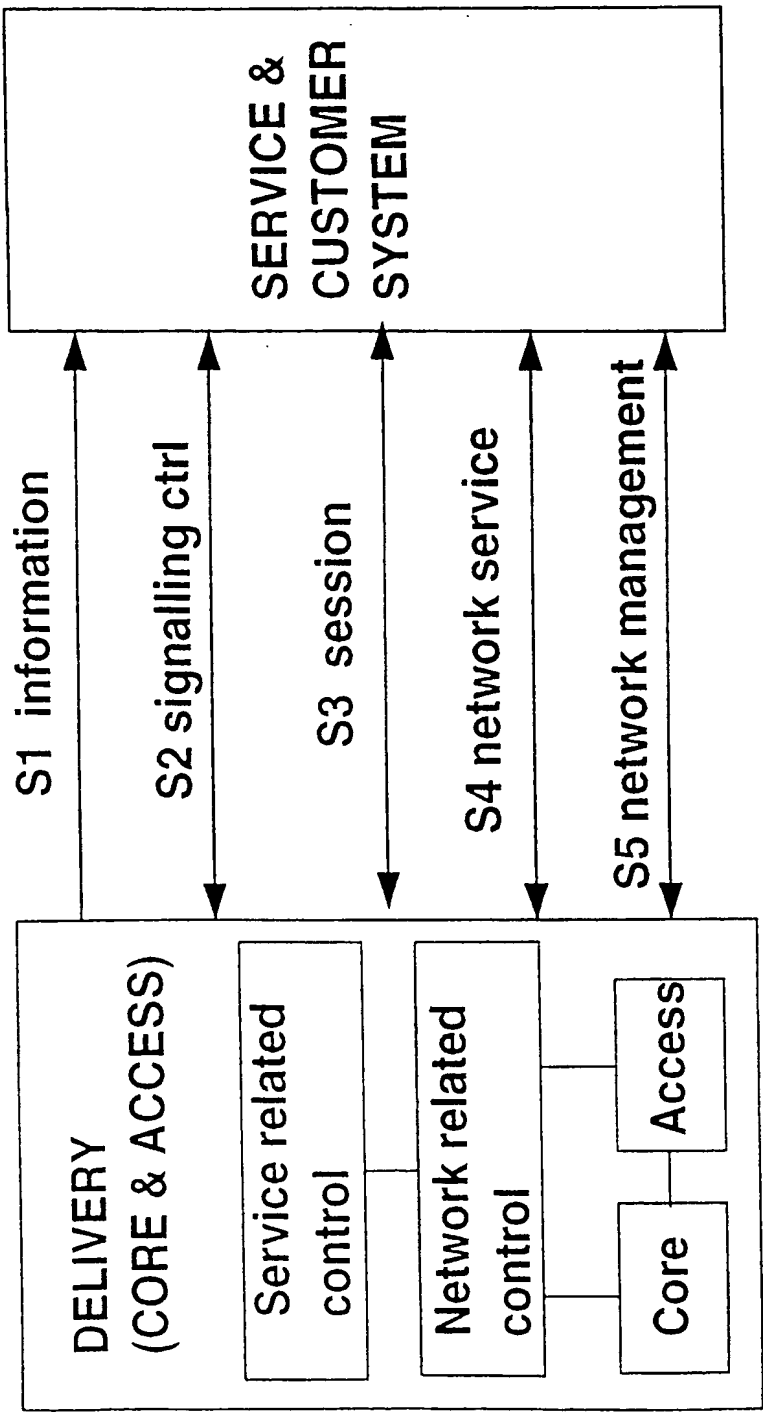 DELIVERY
(CORE & ACCESS)
Service related
control
Network related
control
Core
Access
S1 information
S2 signalling ctrl
S3 session
S4 network service
S5 network management
SERVICE &
CUSTOMER
SYSTEM